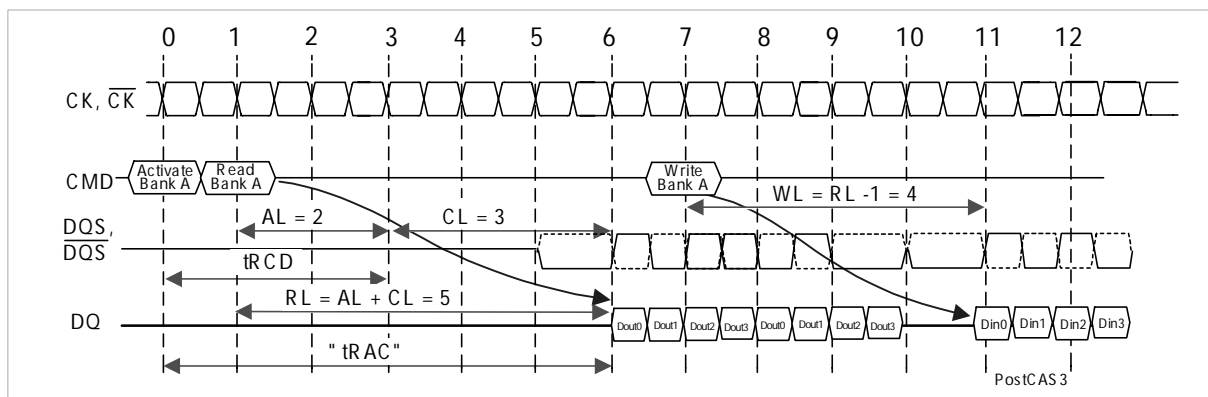 0 1 2 3 4 5 6 7 8 9 10 11 12
CK, CK
CMD
Activate
Bank A
Read
Bank A
Write
Bank A
WL = RL -1 = 4
AL = 2
CL = 3
DQS,
DQS
tRCD
RL = AL + CL = 5
DQ
Dout0 Dout1 Dout2 Dout3 Dout0 Dout1 Dout2 Dout3
Din0 Din1 Din2 Din3
" tRAC"
PostCAS3